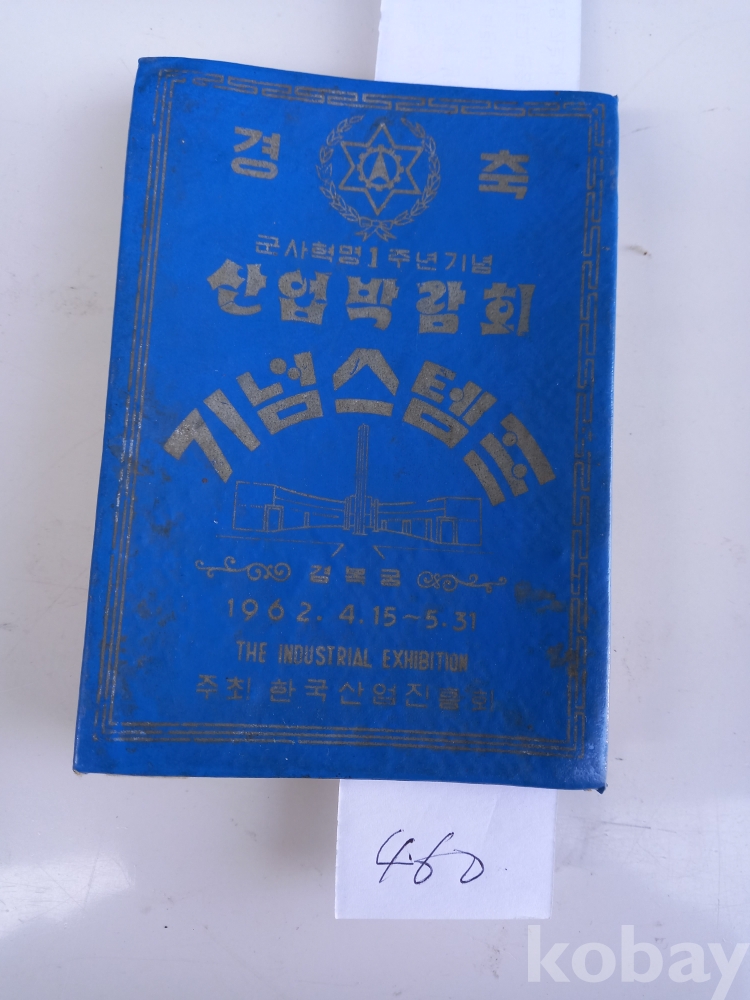 경 축
군사혁명1주년기념
산업박람회
기념스탬프
경복궁
1962. 4.15~5.31
THE INDUSTRIAL EXHIBITION
주최 한국산업진흥회
460
kobay